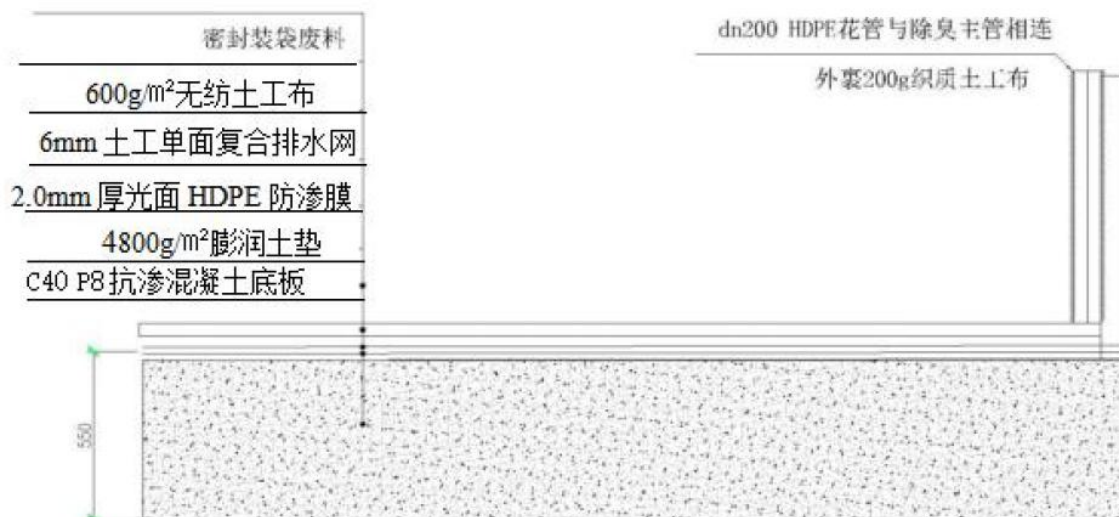 密封装袋废料
600g/㎡无纺土工布
6mm 土工单面复合排水网
2.0mm 厚光面 HDPE 防渗膜
4800g/㎡膨润土垫
C40 P8抗渗混凝土底板
dn200 HDPE花管与除臭主管相连
外裹200g织质土工布
550